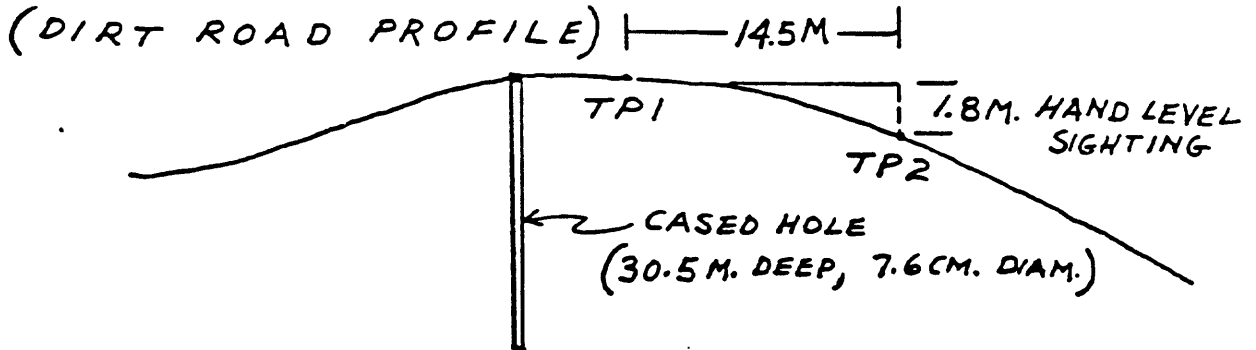 (DIRT ROAD PROFILE)
14.5M
TP1
1.8M. HAND LEVEL
SIGHTING
TP2
CASED HOLE
(30.5M. DEEP, 7.6CM. DIAM.)